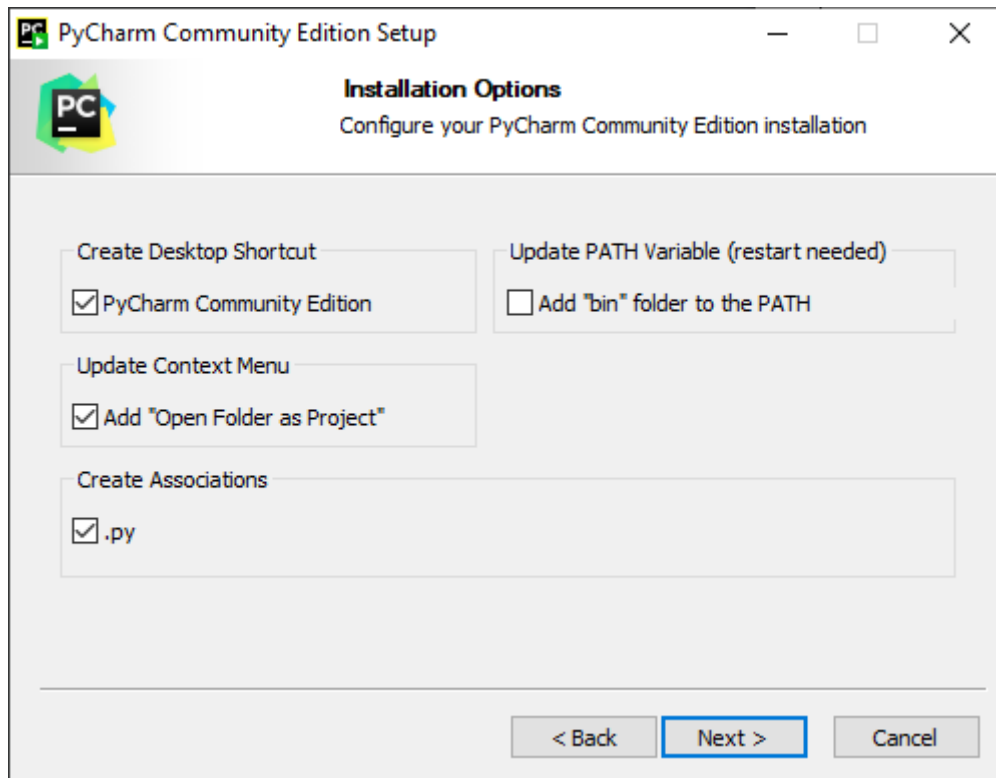 PyCharm Community Edition Setup
PC
Installation Options
Configure your PyCharm Community Edition installation
Create Desktop Shortcut
PyCharm Community Edition
Update PATH Variable (restart needed)
Add "bin" folder to the PATH
Update Context Menu
Add "Open Folder as Project"
Create Associations
.py
< Back
Next >
Cancel